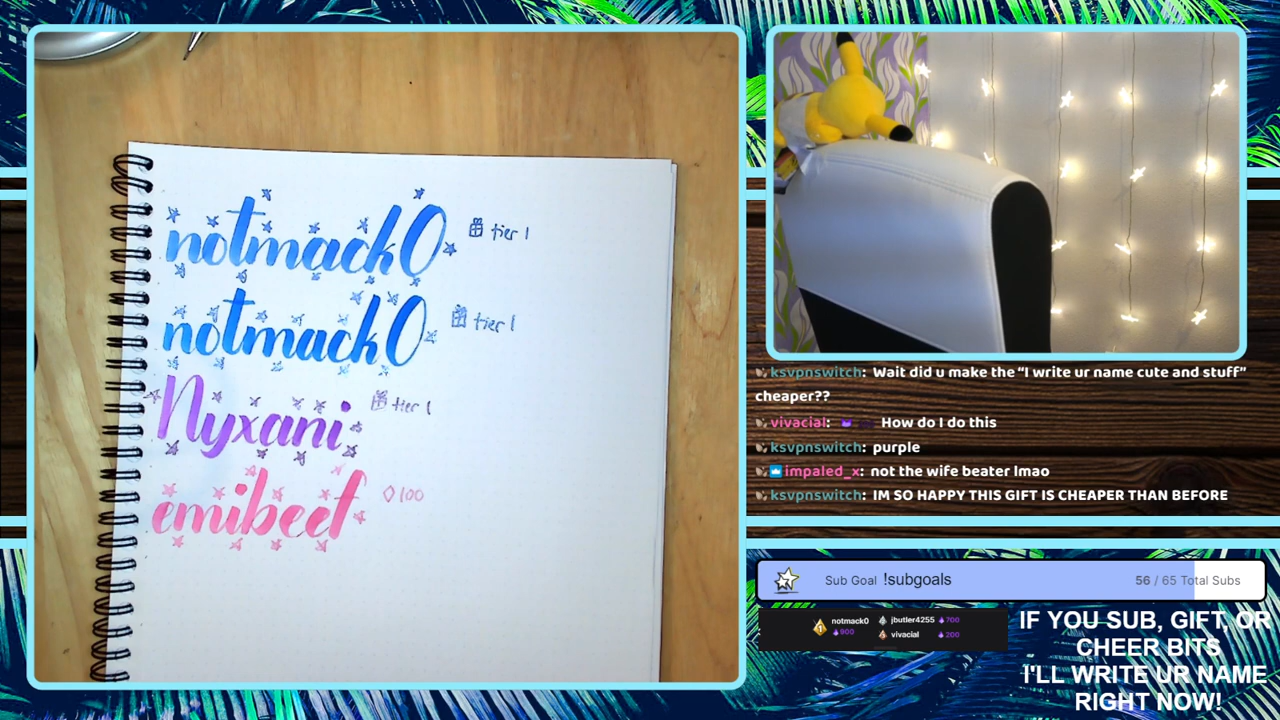 notmack0 tier 1
notmack0 tier 1
Nyxani tier 1
emibeef 100
ksvpnswitch: Wait did u make the “I write ur name cute and stuff”
cheaper??
vivacial: How do I do this
ksvpnswitch: purple
impaled_x: not the wife beater lmao
ksvpnswitch: IM SO HAPPY THIS GIFT IS CHEAPER THAN BEFORE
Sub Goal !subgoals 56 / 65 Total Subs
1 notmack0 900
jbutler4255 700
vivacial 200
IF YOU SUB, GIFT, OR
CHEER BITS
I'LL WRITE UR NAME
RIGHT NOW!